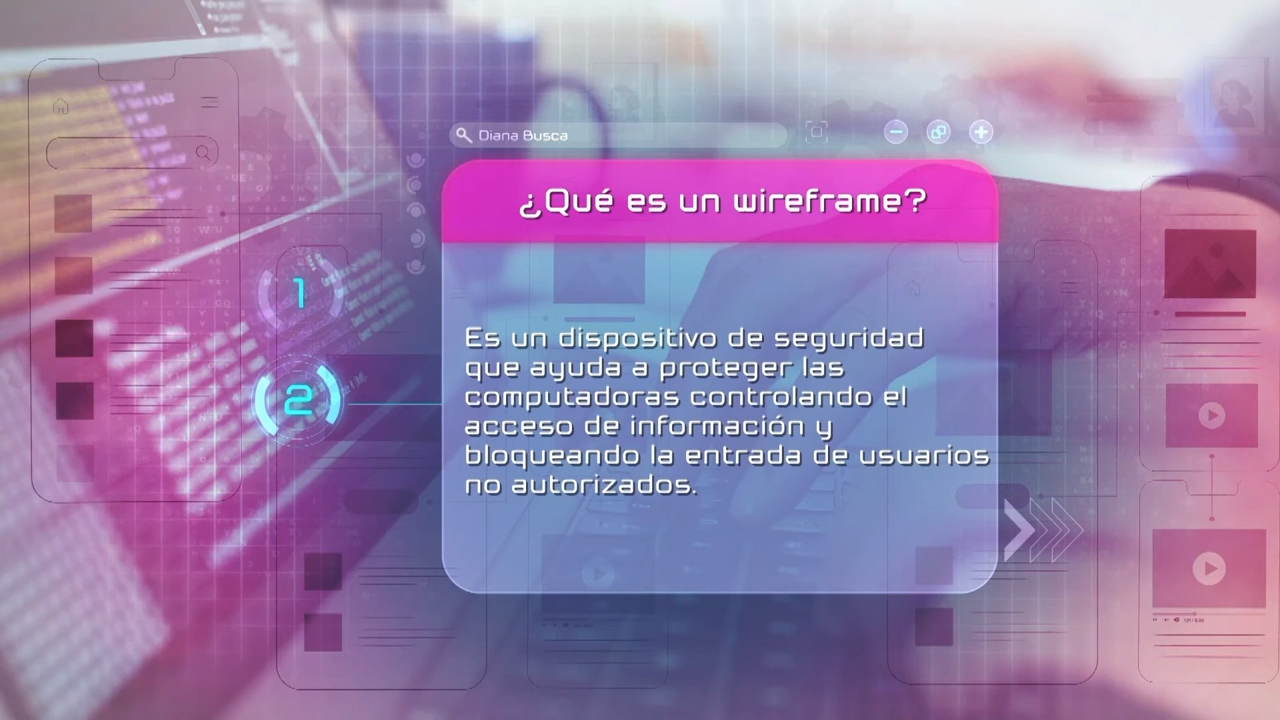 Diana Busca
¿Qué es un wireframe?
1
2
Es un dispositivo de seguridad
que ayuda a proteger las
computadoras controlando el
acceso de información y
bloqueando la entrada de usuarios
no autorizados.